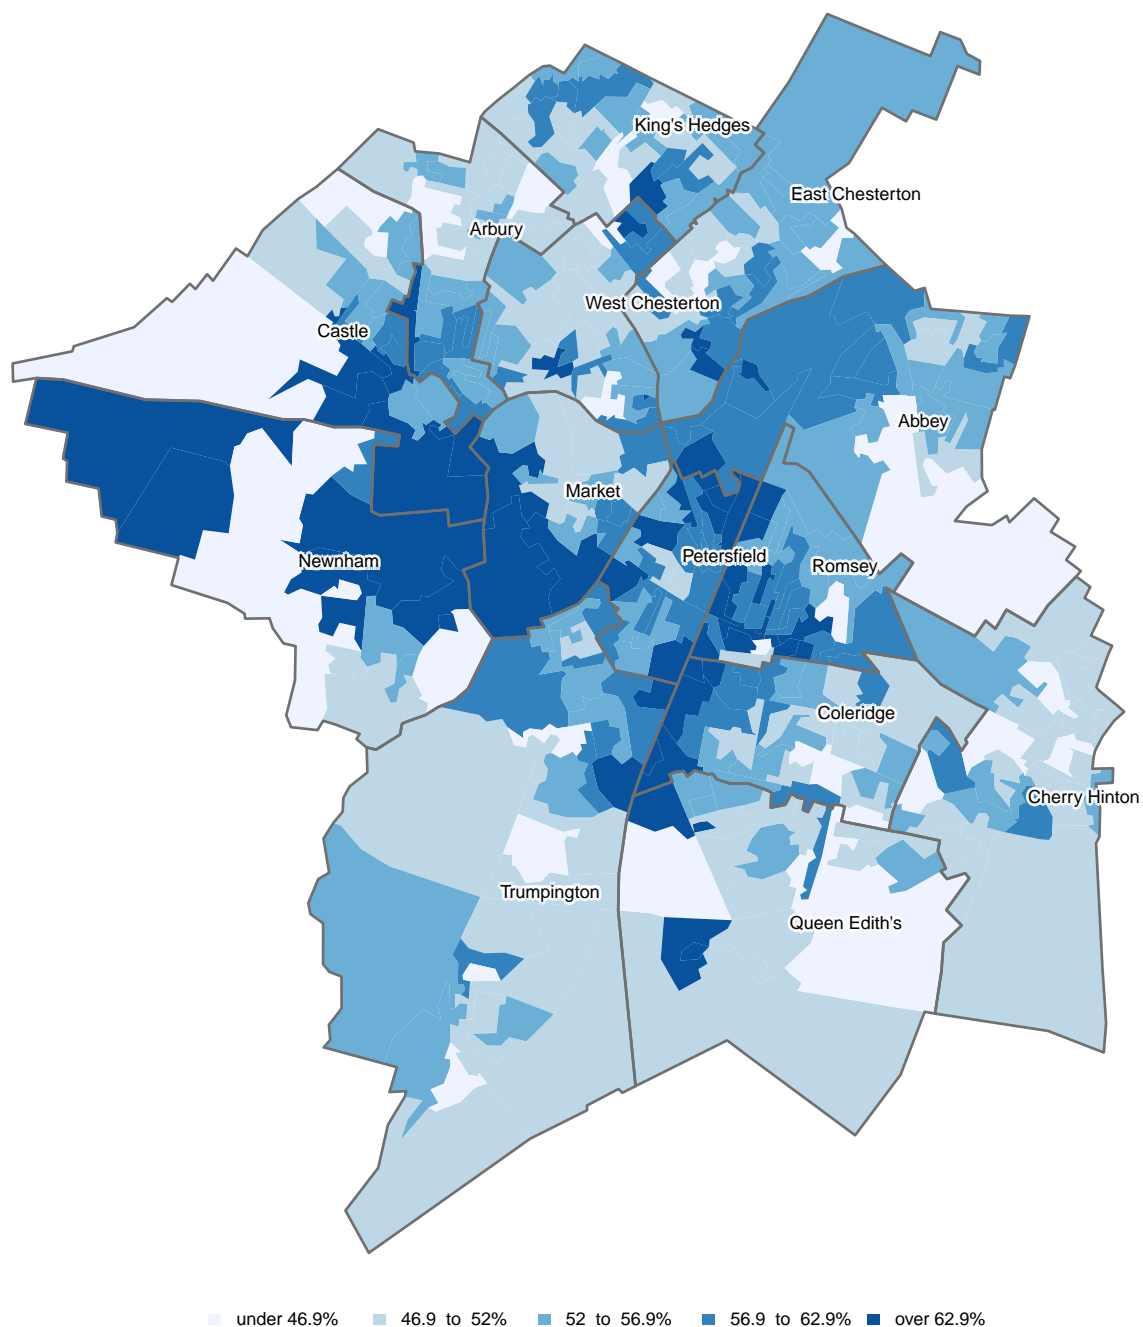 King's Hedges
East Chesterton
Arbury
West Chesterton
Castle
Abbey
Market
Petersfield
Newnham
Romsey
Coleridge
Cherry Hinton
Trumpington
Queen Edith's
under 46.9% 46.9 to 52% 52 to 56.9% 56.9 to 62.9% over 62.9%